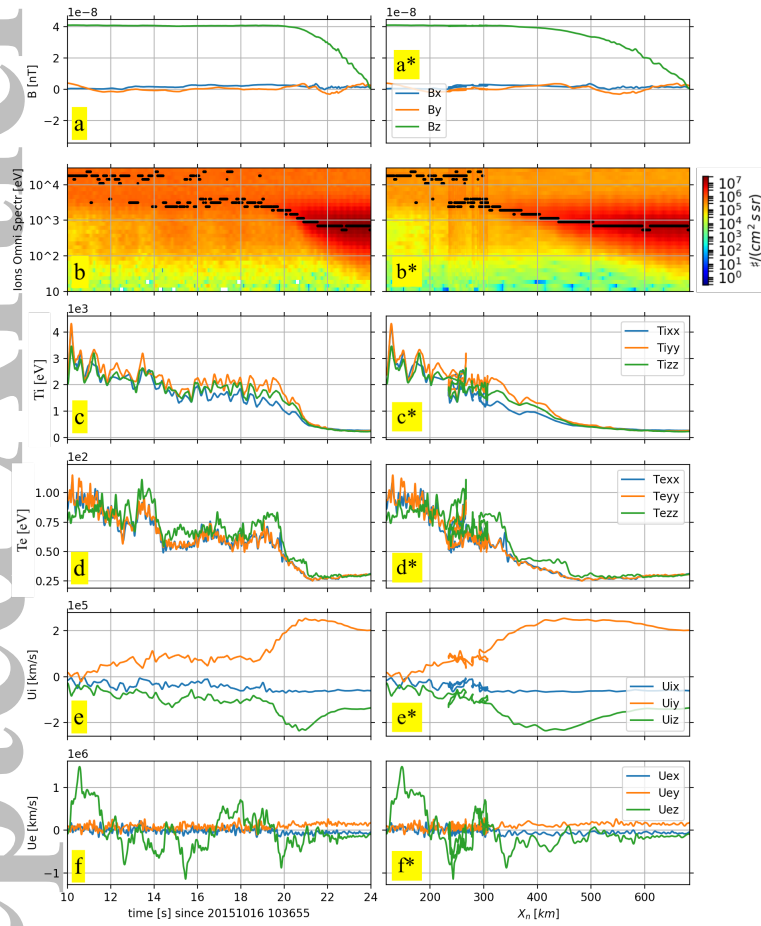 1e−8 1e−8
B [nT]
4
2
0
−2
a
a*
Bx
By
Bz
Ions Omni Spectr. [eV]
10^4
10^3
10^2
10
b
b*
10^7
10^6
10^5
10^4
10^3
10^2
10^1
10^0
♯/(cm^2 s sr)
1e3
Ti [eV]
4
3
2
1
0
c
c*
Tixx
Tiyy
Tizz
1e2
Te [eV]
1.00
0.75
0.50
0.25
d
d*
Texx
Teyy
Tezz
1e5
Ui [km/s]
2
0
−2
e
e*
Uix
Uiy
Uiz
1e6
Ue [km/s]
1
0
−1
f
f*
Uex
Uey
Uez
10 12 14 16 18 20 22 24
time [s] since 20151016 103655
200 300 400 500 600
Xn [km]